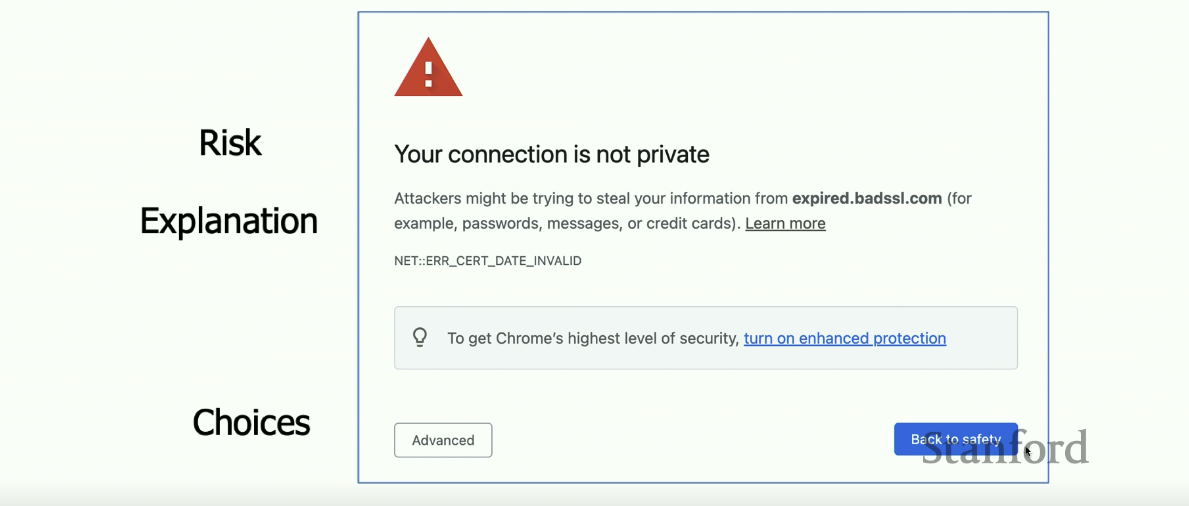 Risk
Explanation
Choices
Your connection is not private
Attackers might be trying to steal your information from expired.badssl.com (for
example, passwords, messages, or credit cards). Learn more
NET::ERR_CERT_DATE_INVALID
To get Chrome's highest level of security, turn on enhanced protection
Advanced
Back to safety
Stanford